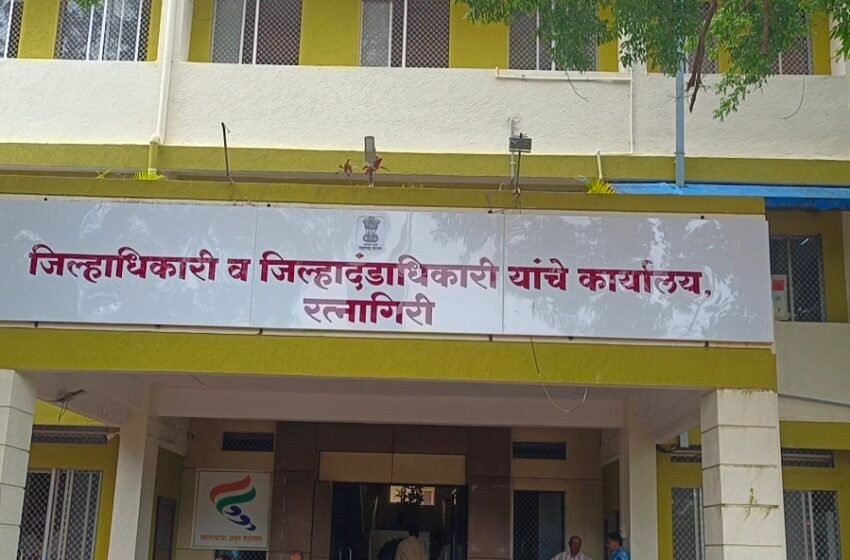 जिल्हाधिकारी व जिल्हादंडाधिकारी यांचे कार्यालय,
रत्नागिरी